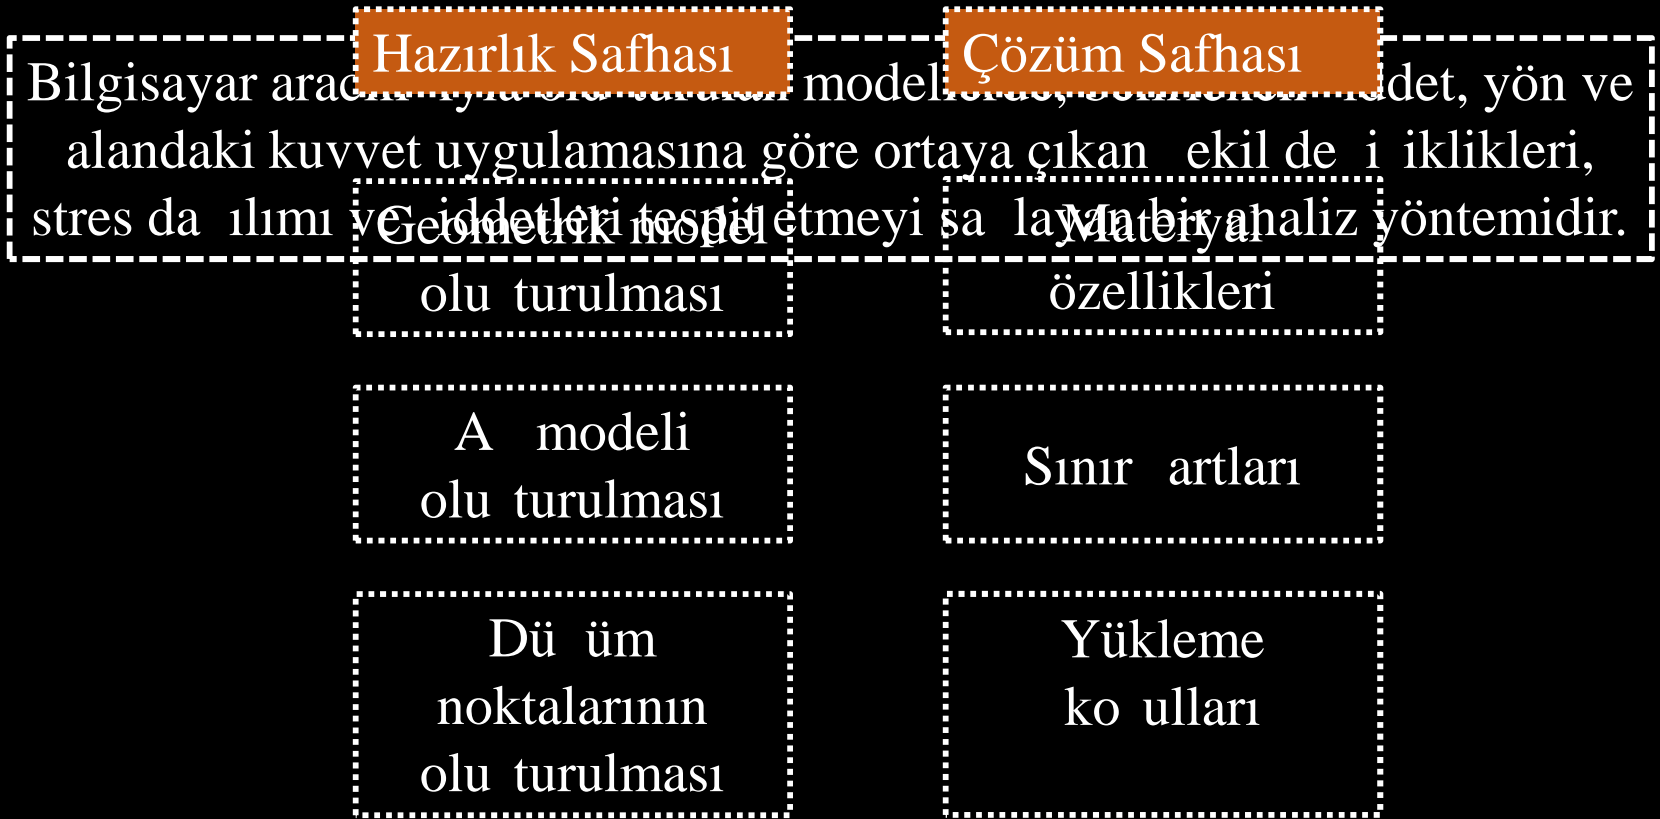 Hazırlık Safhası
Çözüm Safhası
Bilgisayar modellerde, yön ve
alandaki kuvvet uygulamasına göre ortaya çıkan ekil de i iklikleri,
stres da ılımı ve iddetleri tespit etmeyi sa layan bir analiz yöntemidir.
Geometrik model
olu turulması
Materyal
özellikleri
A modeli
olu turulması
Sınır artları
Dü üm
noktalarının
olu turulması
Yükleme
ko ulları